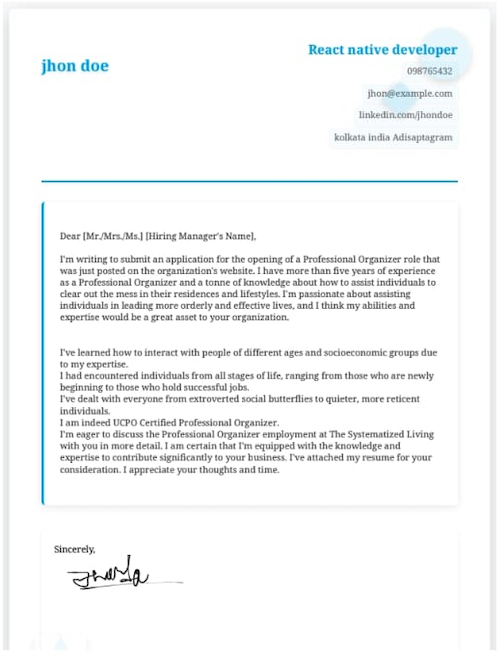 jhon doe
React native developer
098765432
jhon@example.com
linkedin.com/jhondoe
kolkata india Adisaptagram
Dear [Mr./Mrs./Ms.] [Hiring Manager's Name],
I'm writing to submit an application for the opening of a Professional Organizer role that
was just posted on the organization's website. I have more than five years of experience
as a Professional Organizer and a tonne of knowledge about how to assist individuals to
clear out the mess in their residences and lifestyles. I'm passionate about assisting
individuals in leading more orderly and effective lives, and I think my abilities and
expertise would be a great asset to your organization.
I've learned how to interact with people of different ages and socioeconomic groups due
to my expertise.
I had encountered individuals from all stages of life, ranging from those who are newly
beginning to those who hold successful jobs.
I've dealt with everyone from extroverted social butterflies to quieter, more reticent
individuals.
I am indeed UCPO Certified Professional Organizer.
I'm eager to discuss the Professional Organizer employment at The Systematized Living
with you in more detail. I am certain that I'm equipped with the knowledge and
expertise to contribute significantly to your business. I've attached my resume for your
consideration. I appreciate your thoughts and time.
Sincerely,